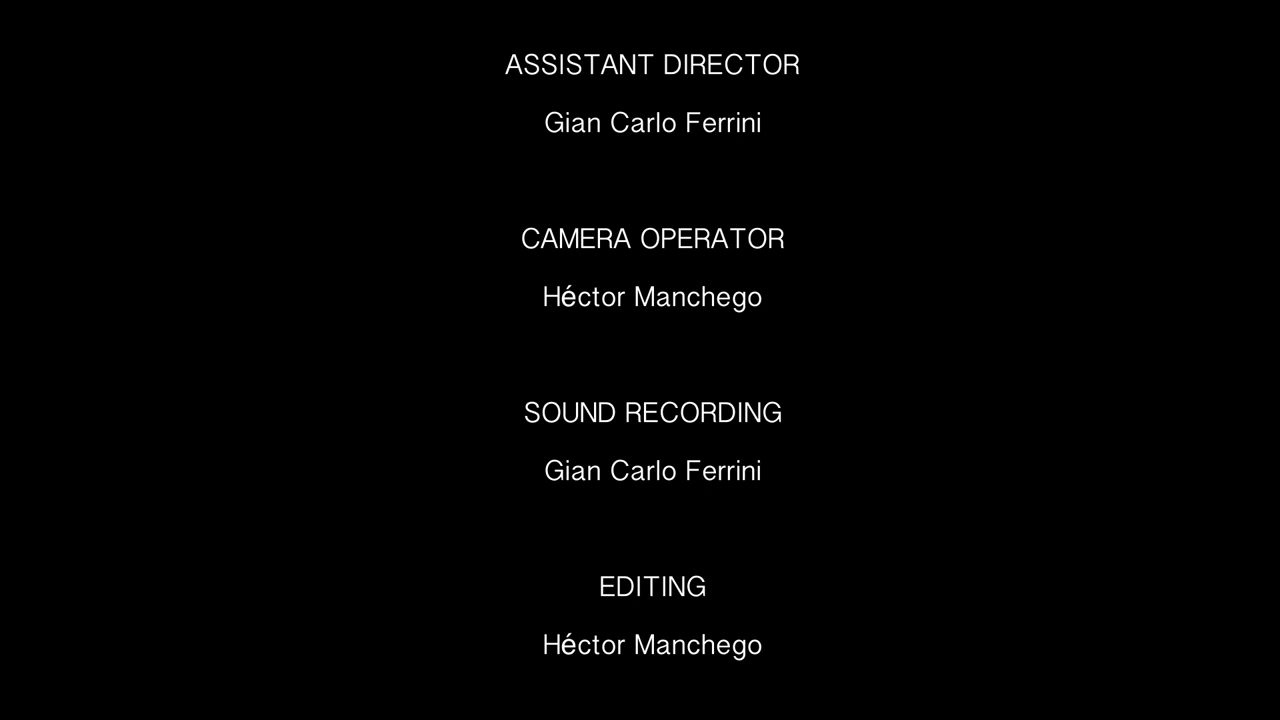 ASSISTANT DIRECTOR
Gian Carlo Ferrini
CAMERA OPERATOR
Héctor Manchego
SOUND RECORDING
Gian Carlo Ferrini
EDITING
Héctor Manchego